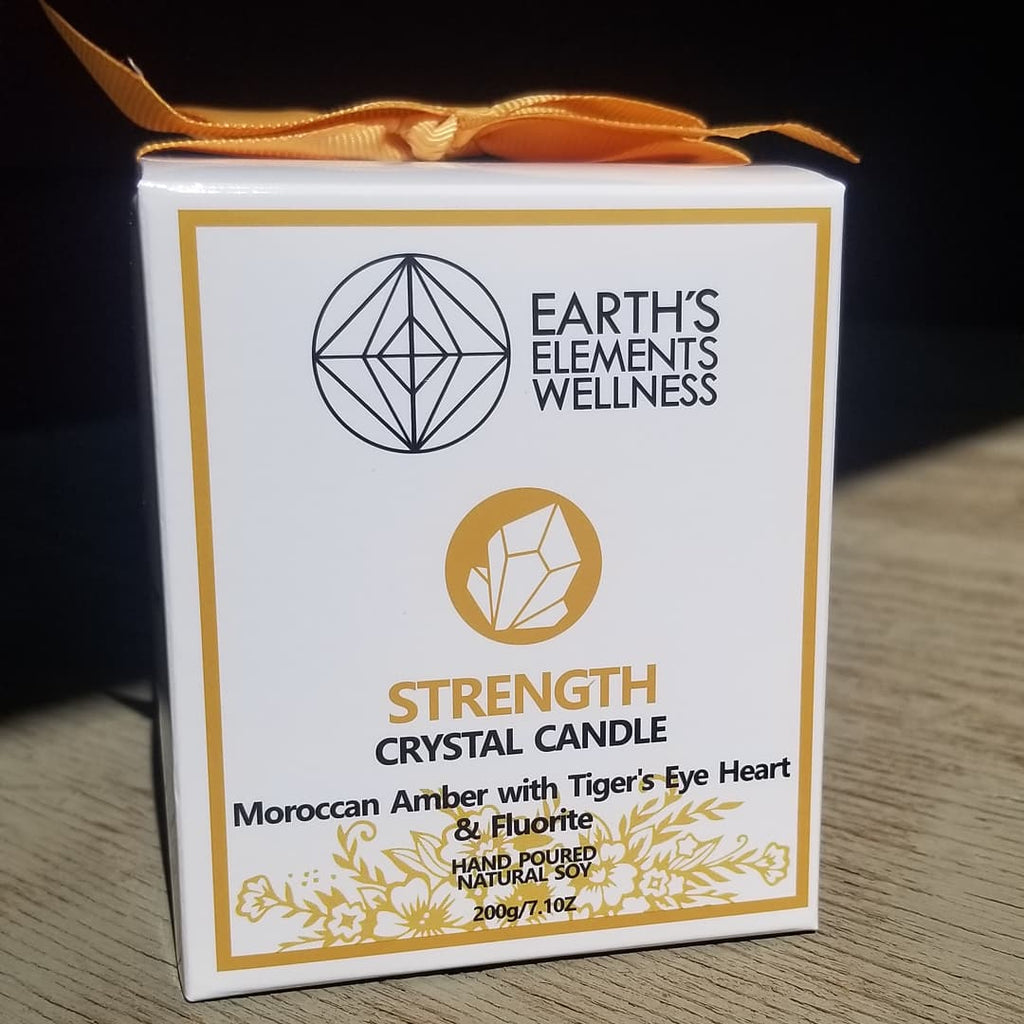 EARTH'S
ELEMENTS
WELLNESS
STRENGTH
CRYSTAL CANDLE
Moroccan Amber with Tiger's Eye Heart
& Fluorite
HAND POURED
NATURAL SOY
200g/7.10Z